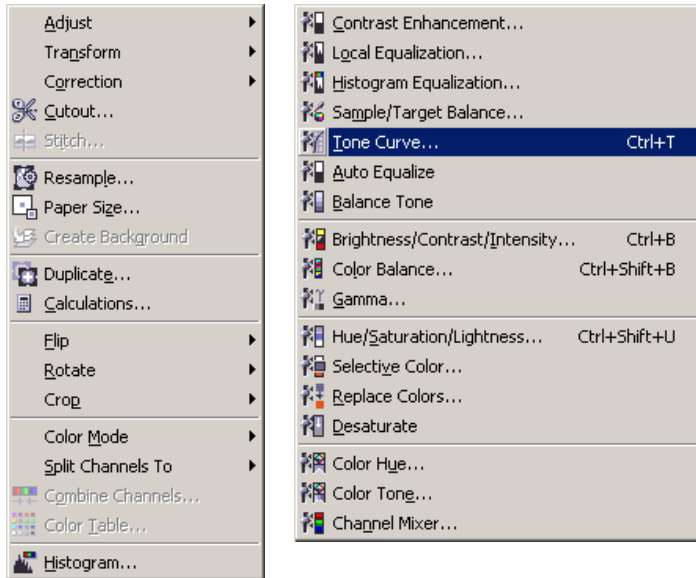 Adjust
Transform
Correction
Cutout...
Stitch...
Resample...
Paper Size...
Create Background
Duplicate...
Calculations...
Flip
Rotate
Crop
Color Mode
Split Channels To
Combine Channels...
Color Table...
Histogram...
Contrast Enhancement...
Local Equalization...
Histogram Equalization...
Sample/Target Balance...
Tone Curve... Ctrl+T
Auto Equalize
Balance Tone
Brightness/Contrast/Intensity... Ctrl+B
Color Balance... Ctrl+Shift+B
Gamma...
Hue/Saturation/Lightness... Ctrl+Shift+U
Selective Color...
Replace Colors...
Desaturate
Color Hue...
Color Tone...
Channel Mixer...